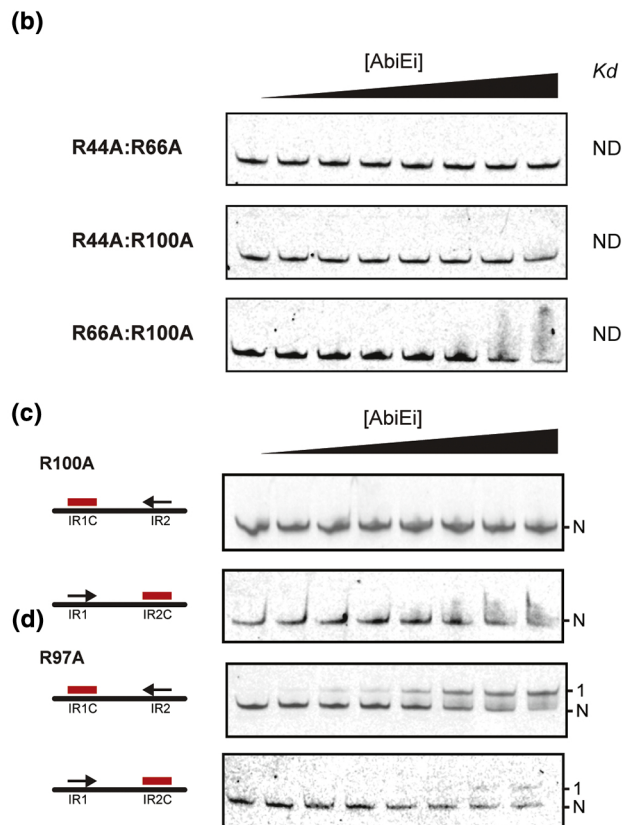 (b)
[AbiEi]
Kd
R44A:R66A
ND
R44A:R100A
ND
R66A:R100A
ND
(c)
[AbiEi]
R100A
IR1C IR2
N
IR1 IR2C
N
(d)
R97A
IR1C IR2
1
N
IR1 IR2C
1
N